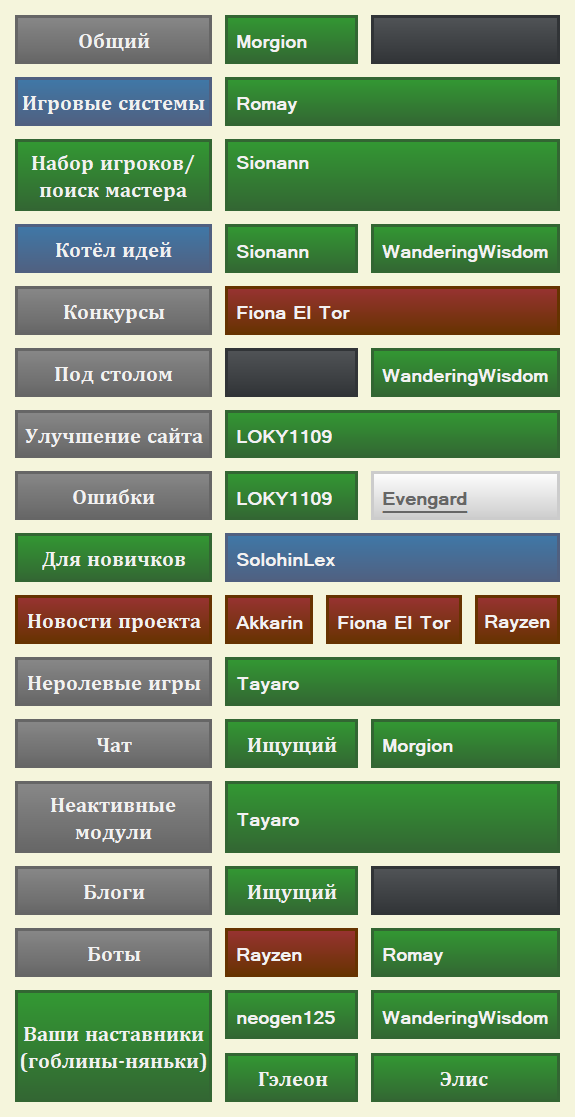 Общий Morgion
Игровые системы Romay
Набор игроков/ Sionann
поиск мастера
Котёл идей Sionann WanderingWisdom
Конкурсы Fiona El Tor
Под столом WanderingWisdom
Улучшение сайта LOKY1109
Ошибки LOKY1109 Evengard
Для новичков SolohinLex
Новости проекта Akkarin Fiona El Tor Rayzen
Неролевые игры Tayaro
Чат Ищущий Morgion
Неактивные
модули Tayaro
Блоги Ищущий
Боты Rayzen Romay
Ваши наставники neogen125 WanderingWisdom
(гоблины-няньки) Гэлеон Элис